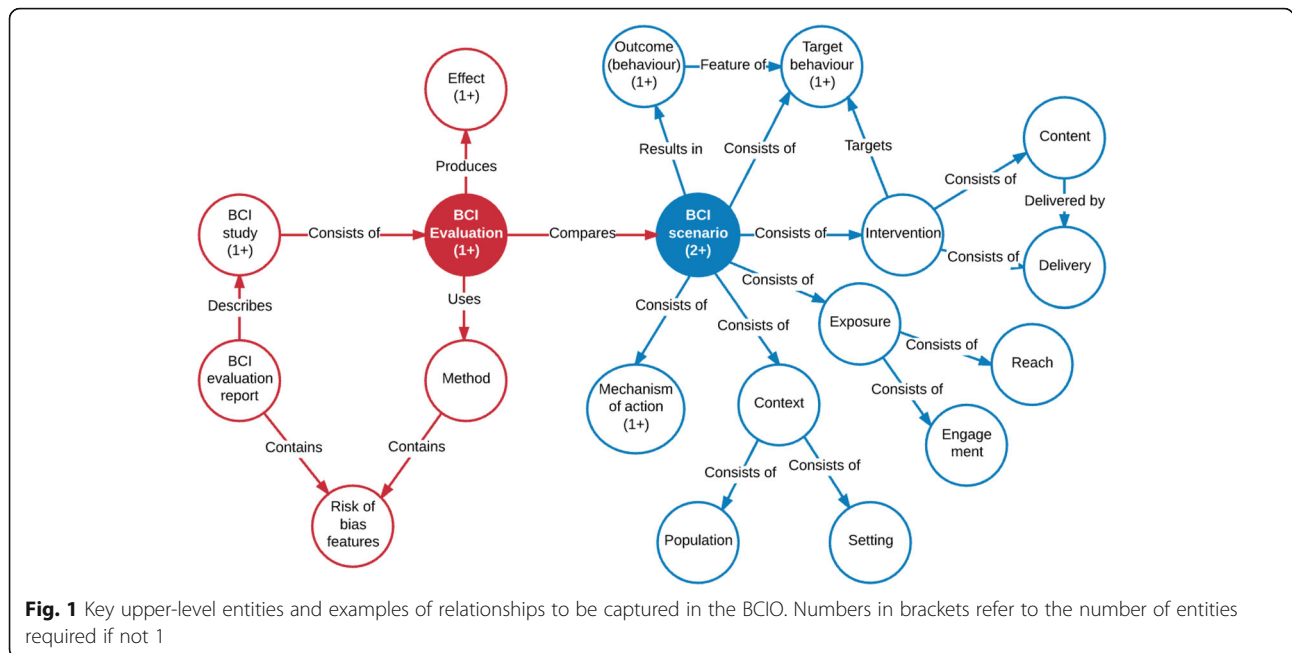 Outcome
(behaviour)
(1+)
Feature of
Target
behaviour
(1+)
Effect
(1+)
Produces
Results in
Consists of
Targets
Content
Consists of
Delivered by
BCI
study
(1+)
Consists of
BCI
Evaluation
(1+)
Compares
BCI
scenario
(2+)
Consists of
Intervention
Consists of
Delivery
Describes
Uses
Consists of
Consists of
Consists of
Exposure
Consists of
Reach
BCI
evaluation
report
Method
Mechanism
of action
(1+)
Context
Consists of
Engage
ment
Contains
Contains
Consists of
Consists of
Risk of
bias
features
Population
Setting
Fig. 1 Key upper-level entities and examples of relationships to be captured in the BCIO. Numbers in brackets refer to the number of entities
required if not 1